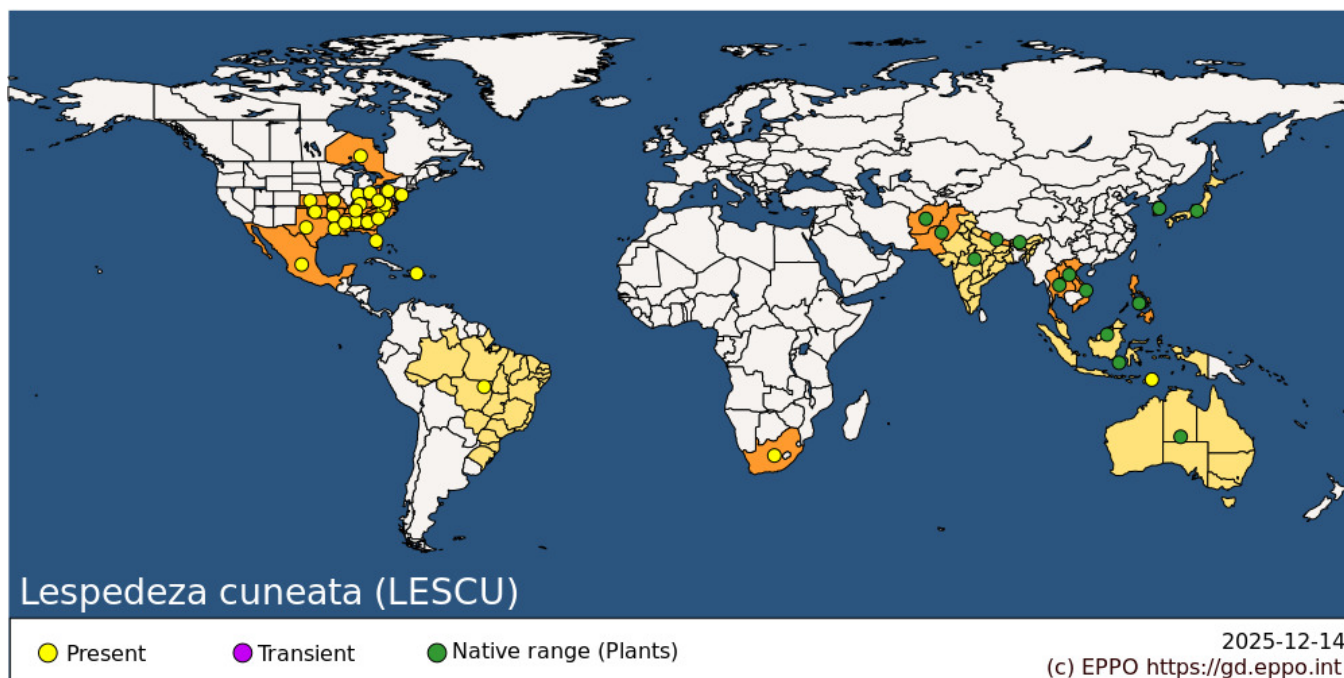 Lespedeza cuneata (LESCU)
Present
Transient
Native range (Plants)
2025-12-14
(c) EPPO https://gd.eppo.int